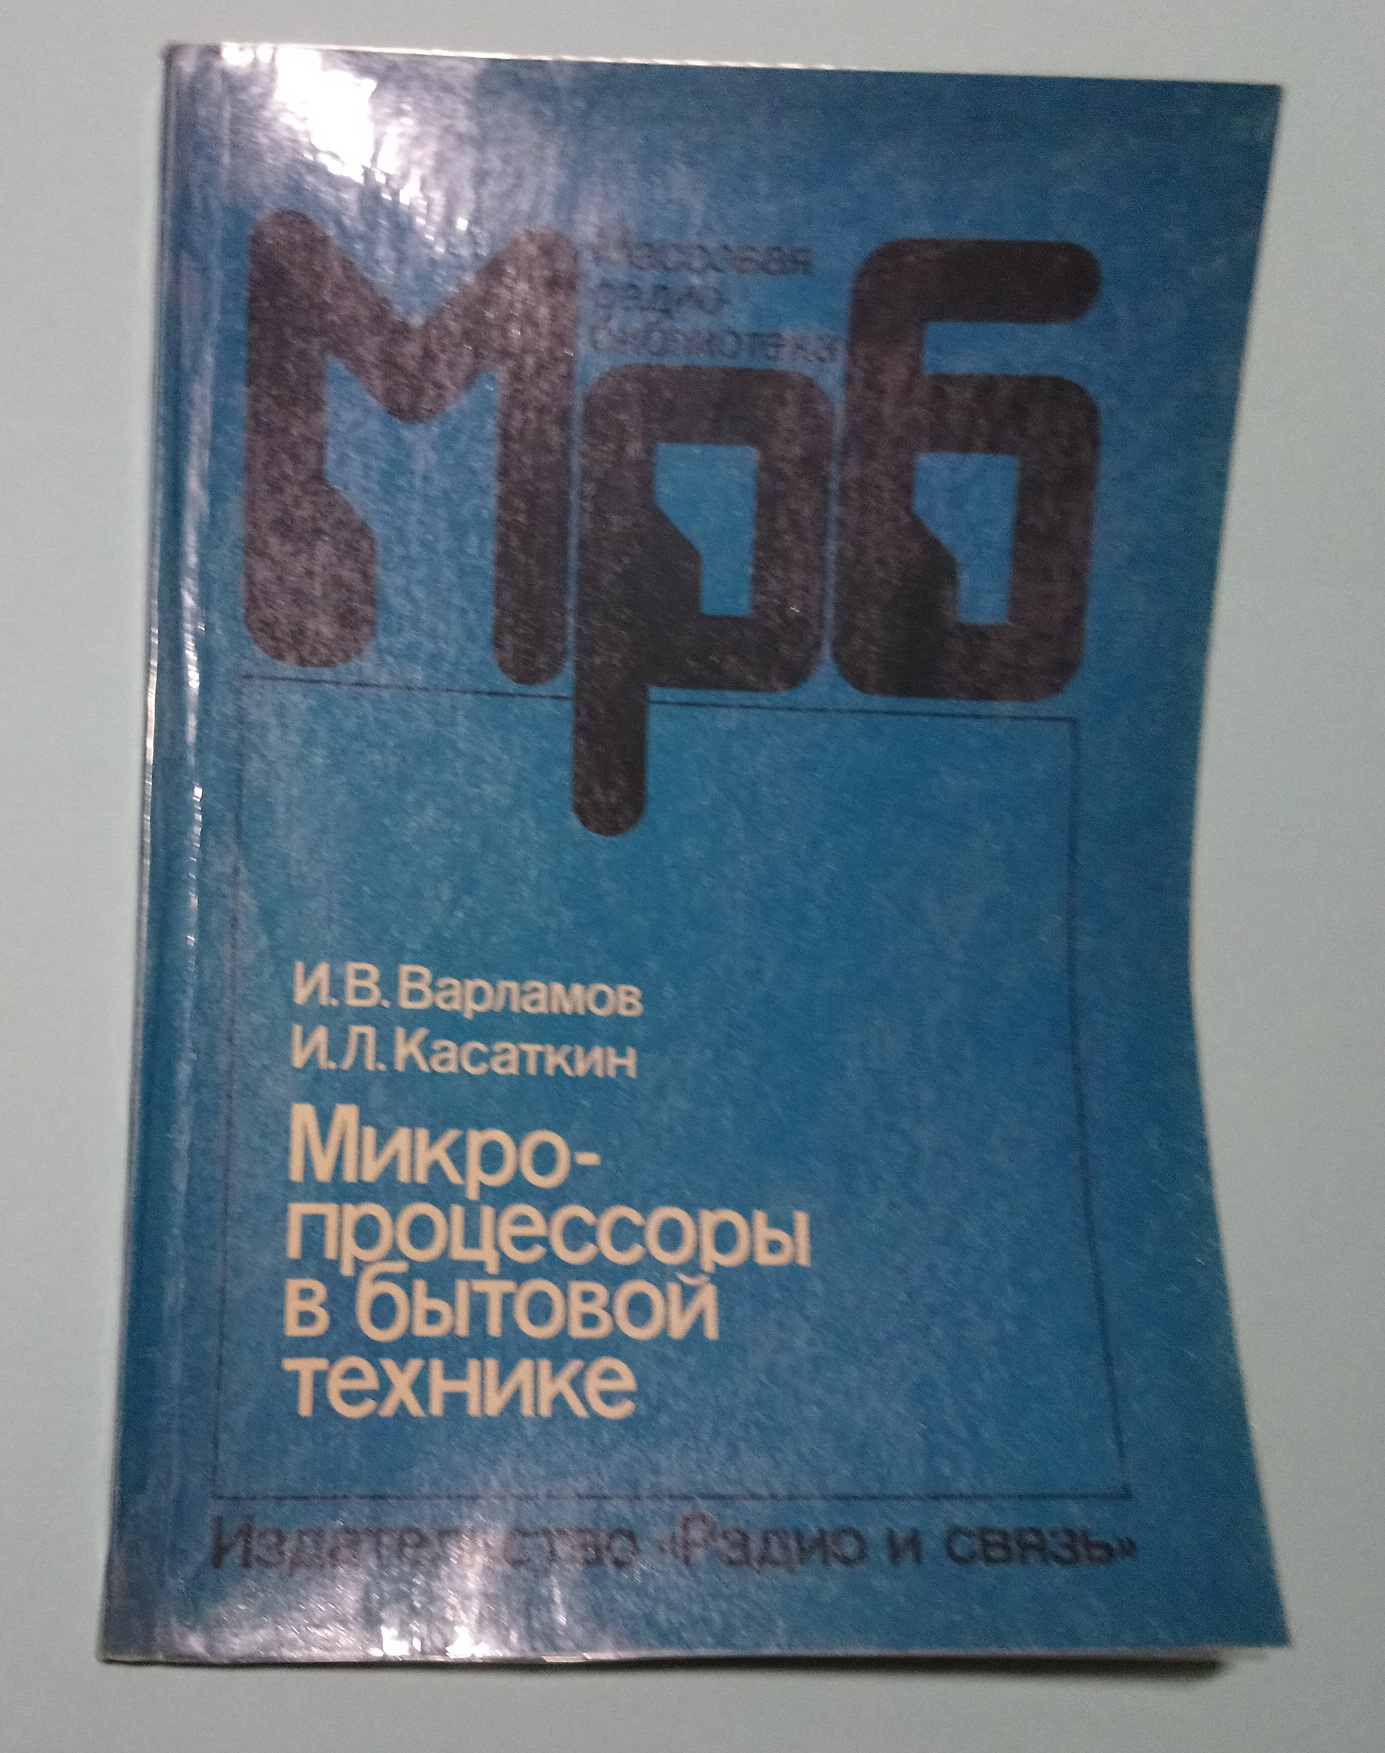 Мрб
Массовая
радио-
библиотека
И.В.Варламов
И.Л.Касаткин
Микро-
процессоры
в бытовой
технике
Издательство «Радио и связь»